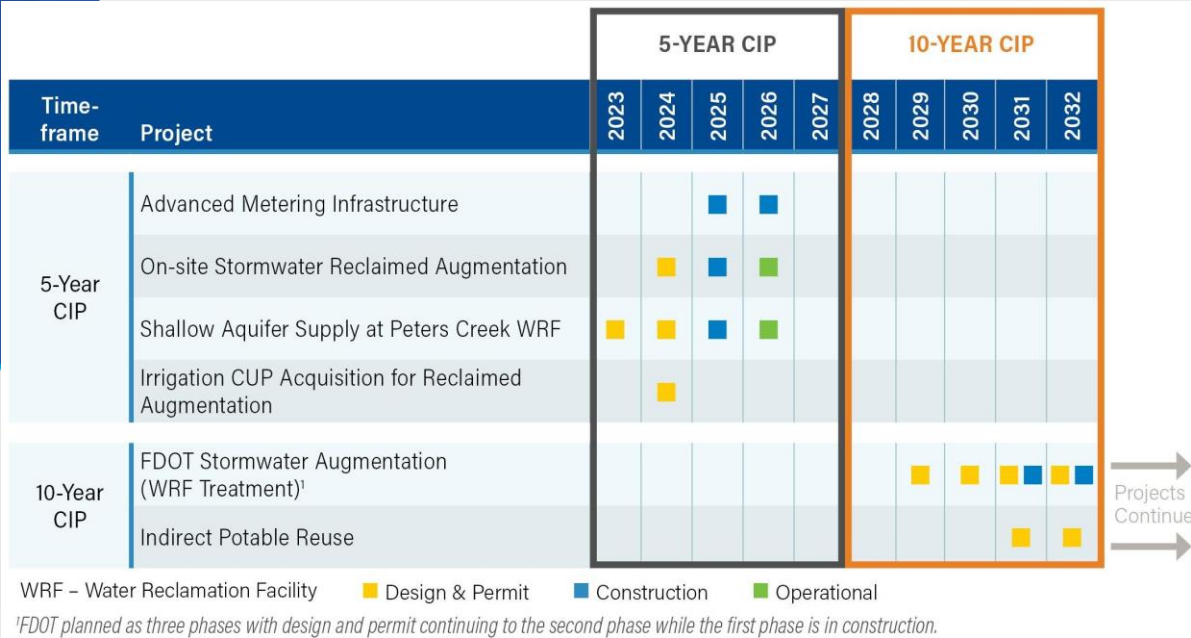 5-YEAR CIP
10-YEAR CIP
Time-
frame
Project
2023
2024
2025
2026
2027
2028
2029
2030
2031
2032
5-Year
CIP
Advanced Metering Infrastructure
On-site Stormwater Reclaimed Augmentation
Shallow Aquifer Supply at Peters Creek WRF
Irrigation CUP Acquisition for Reclaimed
Augmentation
10-Year
CIP
FDOT Stormwater Augmentation
(WRF Treatment)¹
Indirect Potable Reuse
Projects
Continue
WRF – Water Reclamation Facility
Design & Permit
Construction
Operational
¹FDOT planned as three phases with design and permit continuing to the second phase while the first phase is in construction.